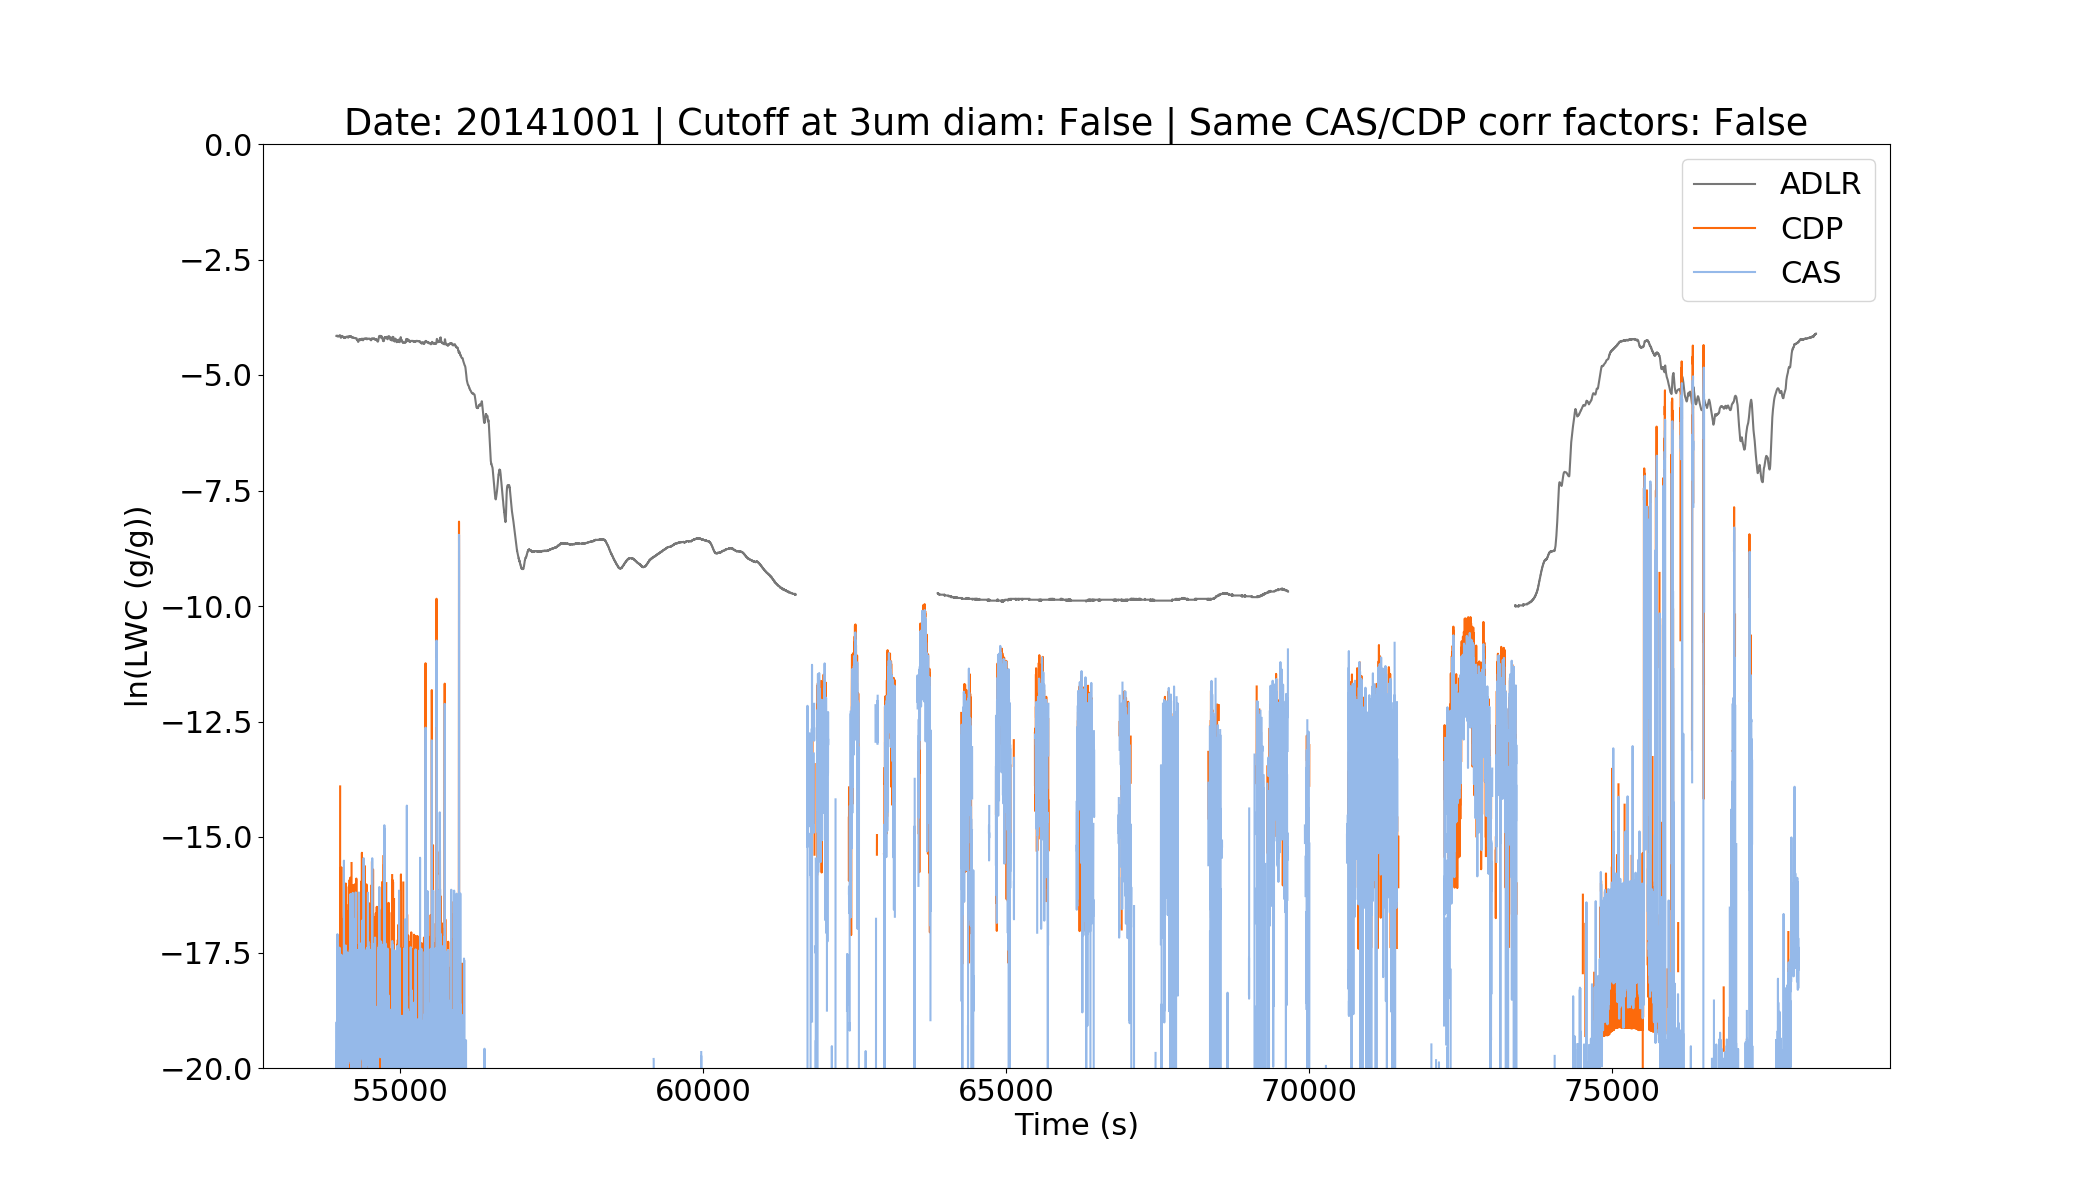 Date: 20141001 | Cutoff at 3um diam: False | Same CAS/CDP corr factors: False
0.0
−2.5
−5.0
−7.5
−10.0
−12.5
−15.0
−17.5
−20.0
ln(LWC (g/g))
ADLR
CDP
CAS
55000 60000 65000 70000 75000
Time (s)